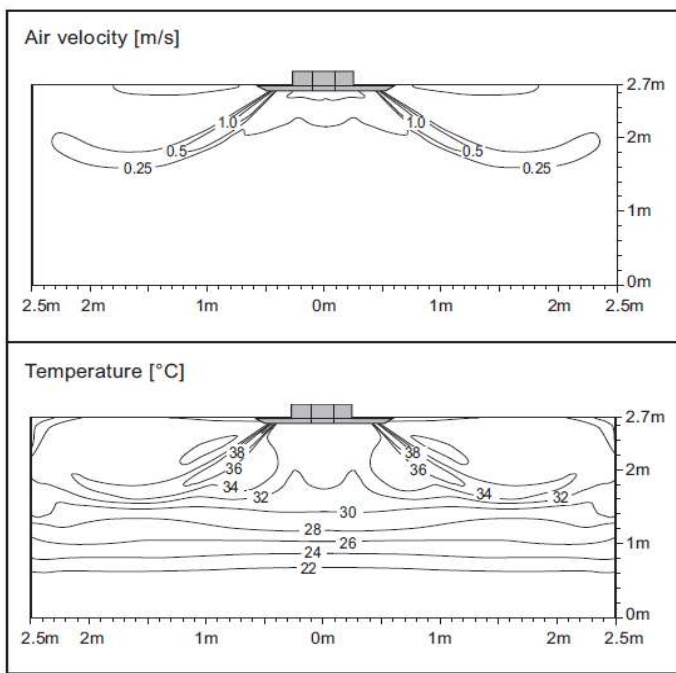 Air velocity [m/s]
2.7m
1.0 1.0
2m
0.5 0.5
0.25 0.25
1m
0m
2.5m 2m 1m 0m 1m 2m 2.5m
Temperature [°C]
2.7m
38 38
36 36
2m
34 32 34 32
30
28
26
1m
24
22
0m
2.5m 2m 1m 0m 1m 2m 2.5m